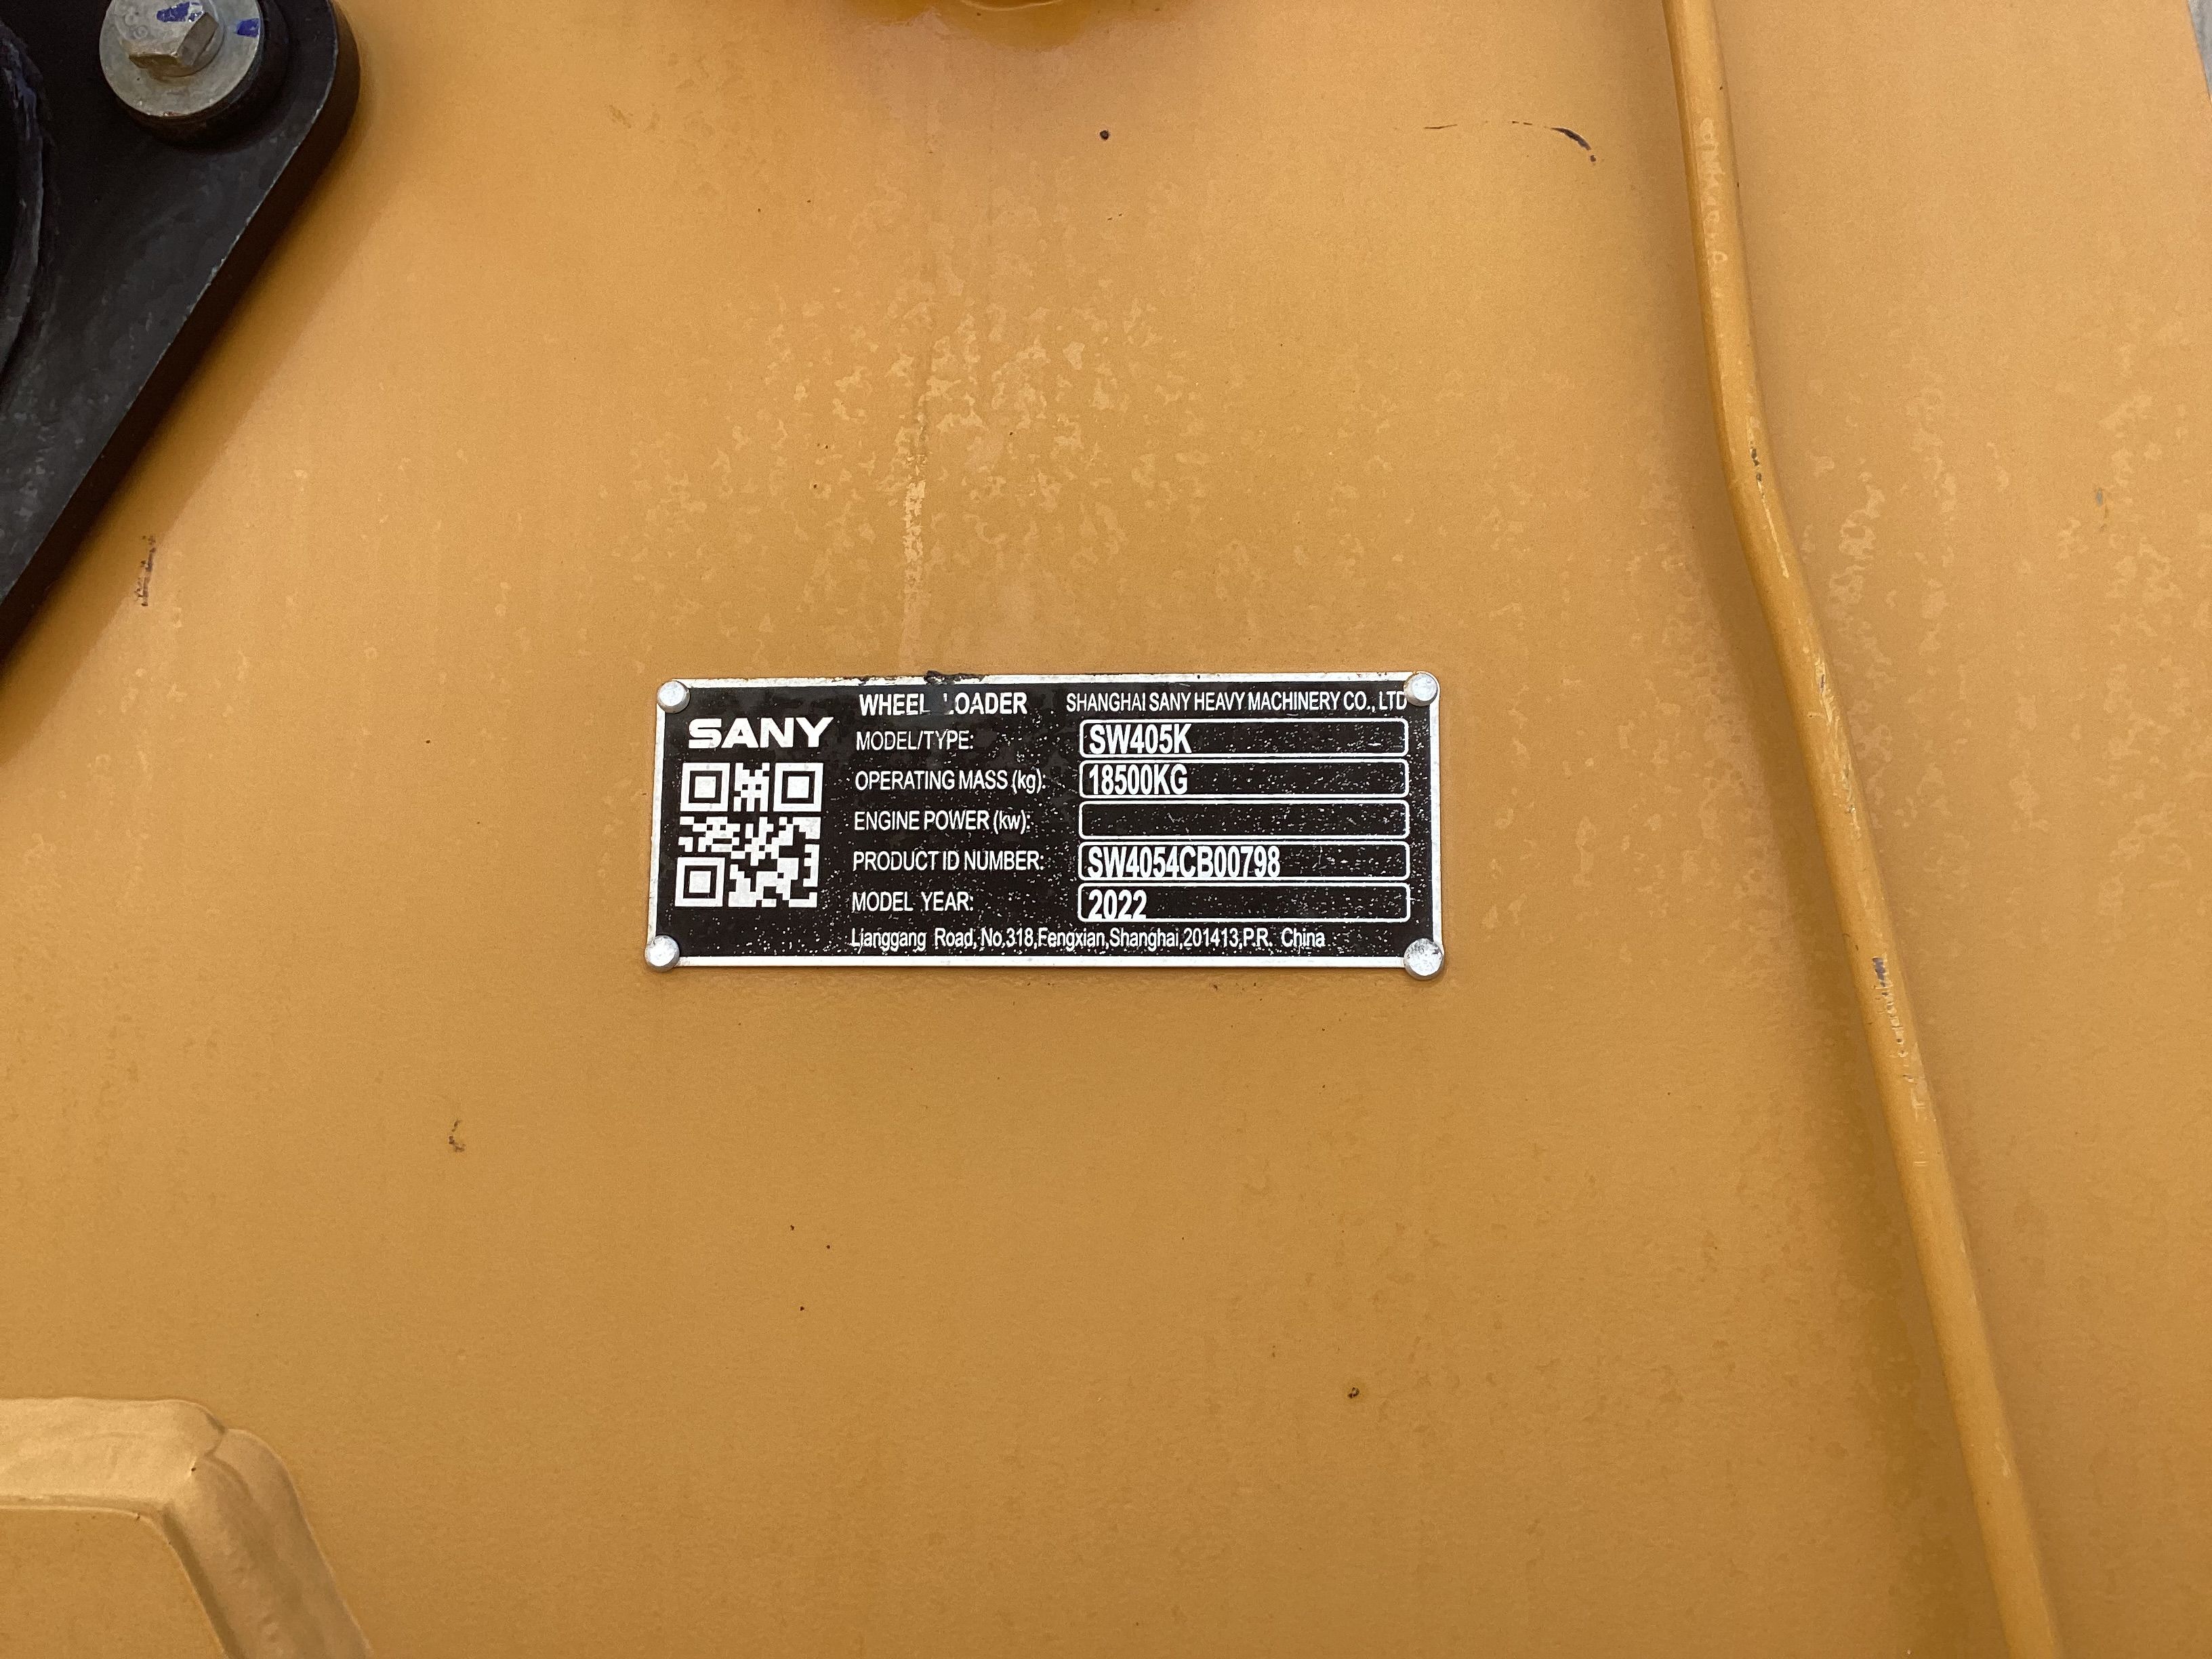 WHEEL LOADER SHANGHAI SANY HEAVY MACHINERY CO., LTD
SANY
MODEL/TYPE: SW405K
OPERATING MASS (kg): 18500KG
ENGINE POWER (kw):
PRODUCT ID NUMBER: SW4054CB00798
MODEL YEAR: 2022
Lianggang Road, No.318,Fengxian,Shanghai,201413,P.R. China